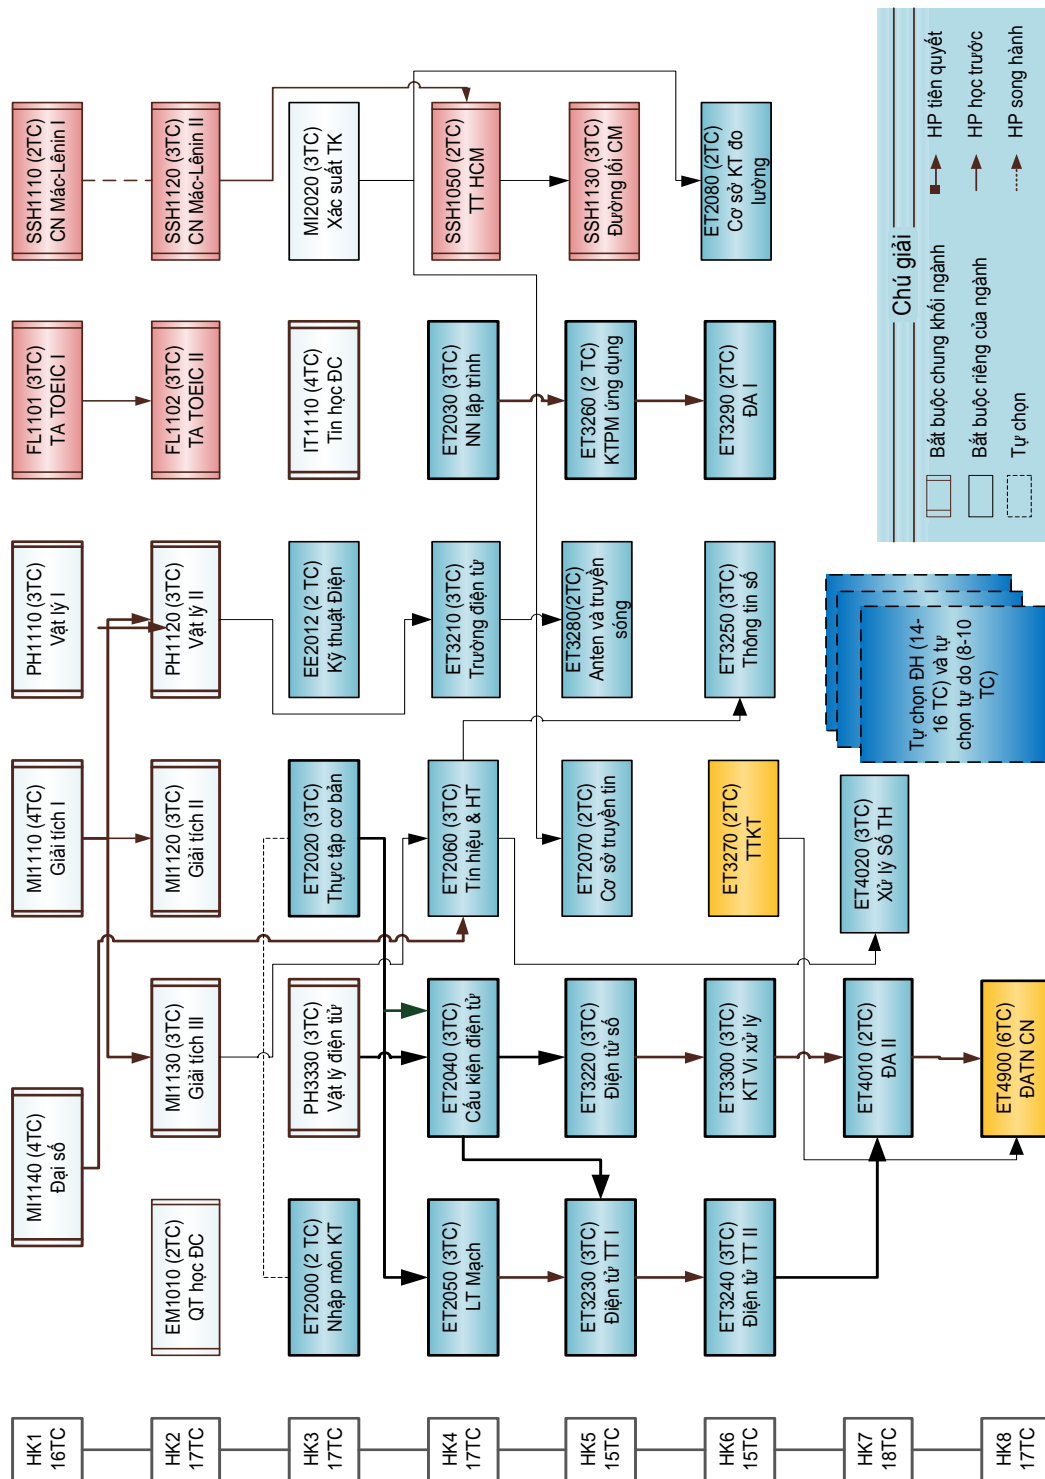 HK1
16TC
MI1140 (4TC)
Đại số
MI1110 (4TC)
Giải tích I
PH1110 (3TC)
Vật lý I
FL1101 (3TC)
TA TOEIC I
SSH1110 (2TC)
CN Mác-Lênin I
HK2
17TC
EM1010 (2TC)
QT học ĐC
MI1130 (3TC)
Giải tích III
MI1120 (3TC)
Giải tích II
PH1120 (3TC)
Vật lý II
FL1102 (3TC)
TA TOEIC II
SSH1120 (3TC)
CN Mác-Lênin II
HK3
17TC
ET2000 (2 TC)
Nhập môn KT
PH3330 (3TC)
Vật lý điện tiử
ET2020 (3TC)
Thực tập cơ bản
EE2012 (2 TC)
Kỹ thuật Điện
IT1110 (4TC)
Tin học ĐC
MI2020 (3TC)
Xác suất TK
HK4
17TC
ET2050 (3TC)
LT Mạch
ET2040 (3TC)
Cấu kiện điện tử
ET2060 (3TC)
Tín hiệu & HT
ET3210 (3TC)
Trường điện từ
ET2030 (3TC)
NN lập trình
SSH1050 (2TC)
TT HCM
HK5
15TC
ET3230 (3TC)
Điện tử TT I
ET3220 (3TC)
Điện tử số
ET2070 (2TC)
Cơ sở truyền tin
ET3280(2TC)
Anten và truyền
sóng
ET3260 (2 TC)
KTPM ứng dụng
SSH1130 (3TC)
Đường lối CM
HK6
15TC
ET3240 (3TC)
Điện tử TT II
ET3300 (3TC)
KT Vi xử lý
ET3270 (2TC)
TTKT
ET3250 (3TC)
Thông tin số
ET3290 (2TC)
ĐA I
ET2080 (2TC)
Cơ sở KT đo
lường
HK7
18TC
ET4010 (2TC)
ĐA II
ET4020 (3TC)
Xử lý Số TH
Tự chọn ĐH (14-
16 TC) và tự
chọn tự do (8-10
TC)
HK8
17TC
ET4900 (6TC)
ĐATN CN
Chú giải
Bắt buộc chung khối ngành
HP tiên quyết
Bắt buộc riêng của ngành
HP học trước
Tự chọn
HP song hành